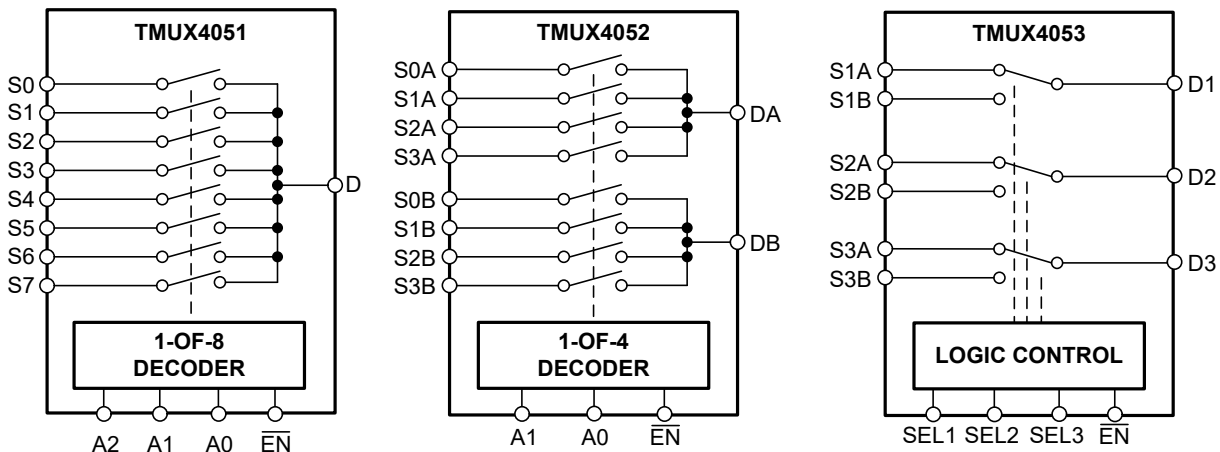 TMUX4051
S0
S1
S2
S3
S4
S5
S6
S7
D
1-OF-8
DECODER
A2 A1 A0 EN
TMUX4052
S0A
S1A
S2A
S3A
S0B
S1B
S2B
S3B
DA
DB
1-OF-4
DECODER
A1 A0 EN
TMUX4053
S1A
S1B
S2A
S2B
S3A
S3B
D1
D2
D3
LOGIC CONTROL
SEL1 SEL2 SEL3 EN